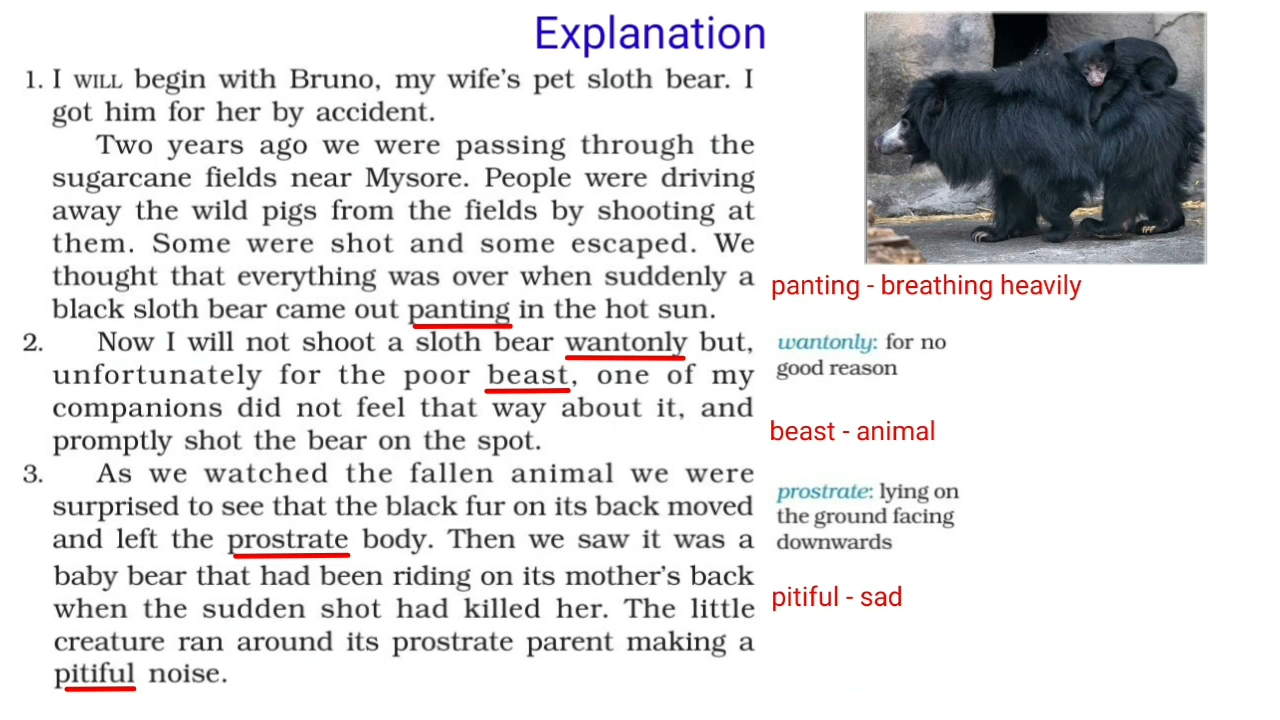 Explanation
1. I WILL begin with Bruno, my wife's pet sloth bear. I
got him for her by accident.
Two years ago we were passing through the
sugarcane fields near Mysore. People were driving
away the wild pigs from the fields by shooting at
them. Some were shot and some escaped. We
thought that everything was over when suddenly a
black sloth bear came out panting in the hot sun.
2. Now I will not shoot a sloth bear wantonly but,
unfortunately for the poor beast, one of my
companions did not feel that way about it, and
promptly shot the bear on the spot.
3. As we watched the fallen animal we were
surprised to see that the black fur on its back moved
and left the prostrate body. Then we saw it was a
baby bear that had been riding on its mother's back
when the sudden shot had killed her. The little
creature ran around its prostrate parent making a
pitiful noise.
panting - breathing heavily
wantonly: for no
good reason
beast - animal
prostrate: lying on
the ground facing
downwards
pitiful - sad